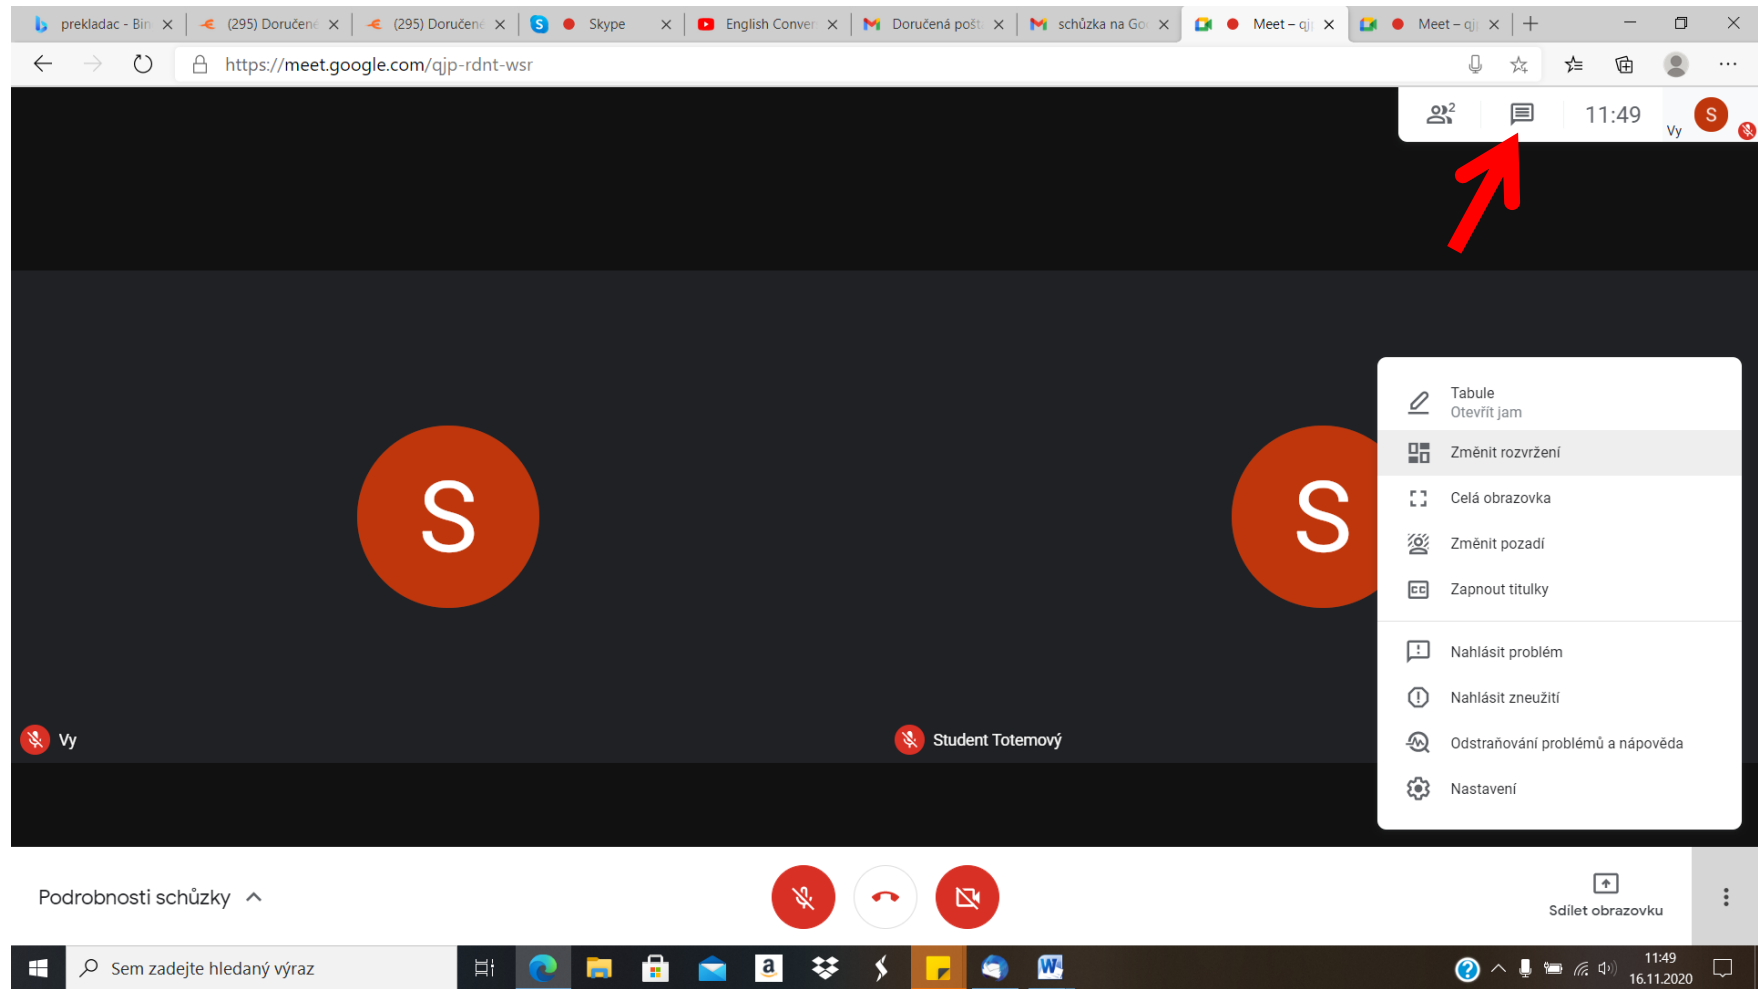 prekladac - Bin
(295) Doručené
(295) Doručené
Skype
English Conver
Doručená pošt
schůzka na Go
Meet – qj
Meet – qj
https://meet.google.com/qjp-rdnt-wsr
2
11:49
Vy
S
Tabule
Otevřít jam
Změnit rozvržení
Celá obrazovka
Změnit pozadí
CC
Zapnout titulky
Nahlásit problém
Nahlásit zneužití
Odstraňování problémů a nápověda
Nastavení
S
S
Vy
Student Totemový
Podrobnosti schůzky
Sdílet obrazovku
Sem zadejte hledaný výraz
11:49
16.11.2020